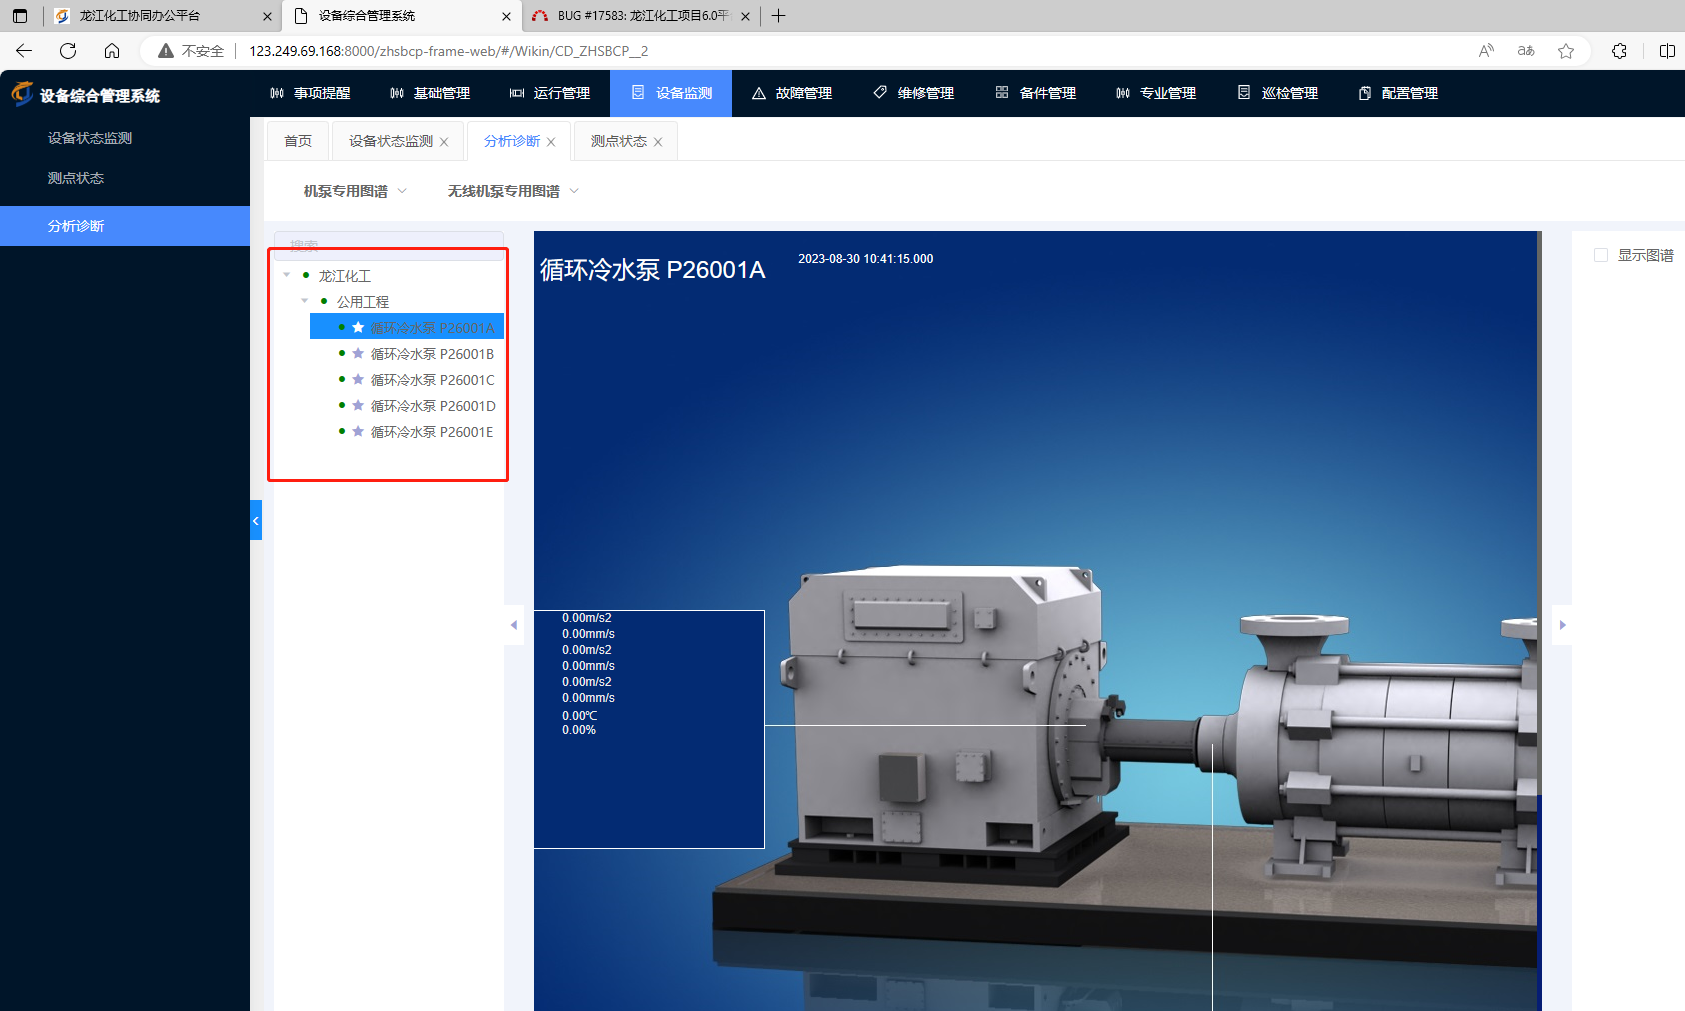 龙江化工协同办公平台
设备综合管理系统
BUG #17583: 龙江化工项目6.0平
不安全
123.249.69.168:8000/zhsbcp-frame-web/#/Wikin/CD_ZHSBCP__2
设备综合管理系统
事项提醒
基础管理
运行管理
设备监测
故障管理
维修管理
备件管理
专业管理
巡检管理
配置管理
设备状态监测
测点状态
分析诊断
首页
设备状态监测
分析诊断
测点状态
机泵专用图谱
无线机泵专用图谱
搜索
龙江化工
公用工程
循环冷水泵 P26001A
循环冷水泵 P26001B
循环冷水泵 P26001C
循环冷水泵 P26001D
循环冷水泵 P26001E
循环冷水泵 P26001A
2023-08-30 10:41:15.000
0.00m/s2
0.00mm/s
0.00m/s2
0.00mm/s
0.00m/s2
0.00mm/s
0.00℃
0.00%
显示图谱